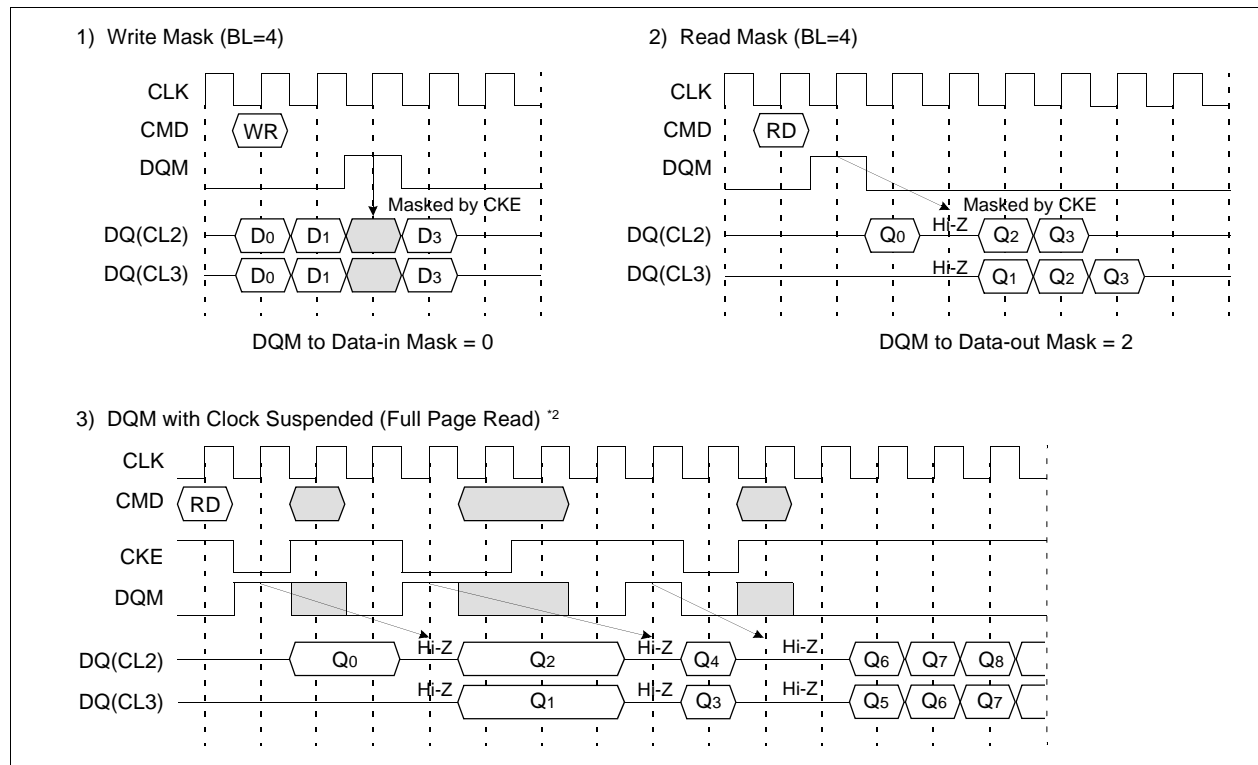 1) Write Mask (BL=4)
CLK
CMD WR
DQM
Masked by CKE
DQ(CL2) D0 D1 D3
DQ(CL3) D0 D1 D3
DQM to Data-in Mask = 0
2) Read Mask (BL=4)
CLK
CMD RD
DQM
Masked by CKE
DQ(CL2) Q0 Hi-Z Q2 Q3
DQ(CL3) Hi-Z Q1 Q2 Q3
DQM to Data-out Mask = 2
3) DQM with Clock Suspended (Full Page Read) *2
CLK
CMD RD
CKE
DQM
DQ(CL2) Q0 Hi-Z Q2 Hi-Z Q4 Hi-Z Q6 Q7 Q8
DQ(CL3) Hi-Z Q1 Hi-Z Q3 Hi-Z Q5 Q6 Q7